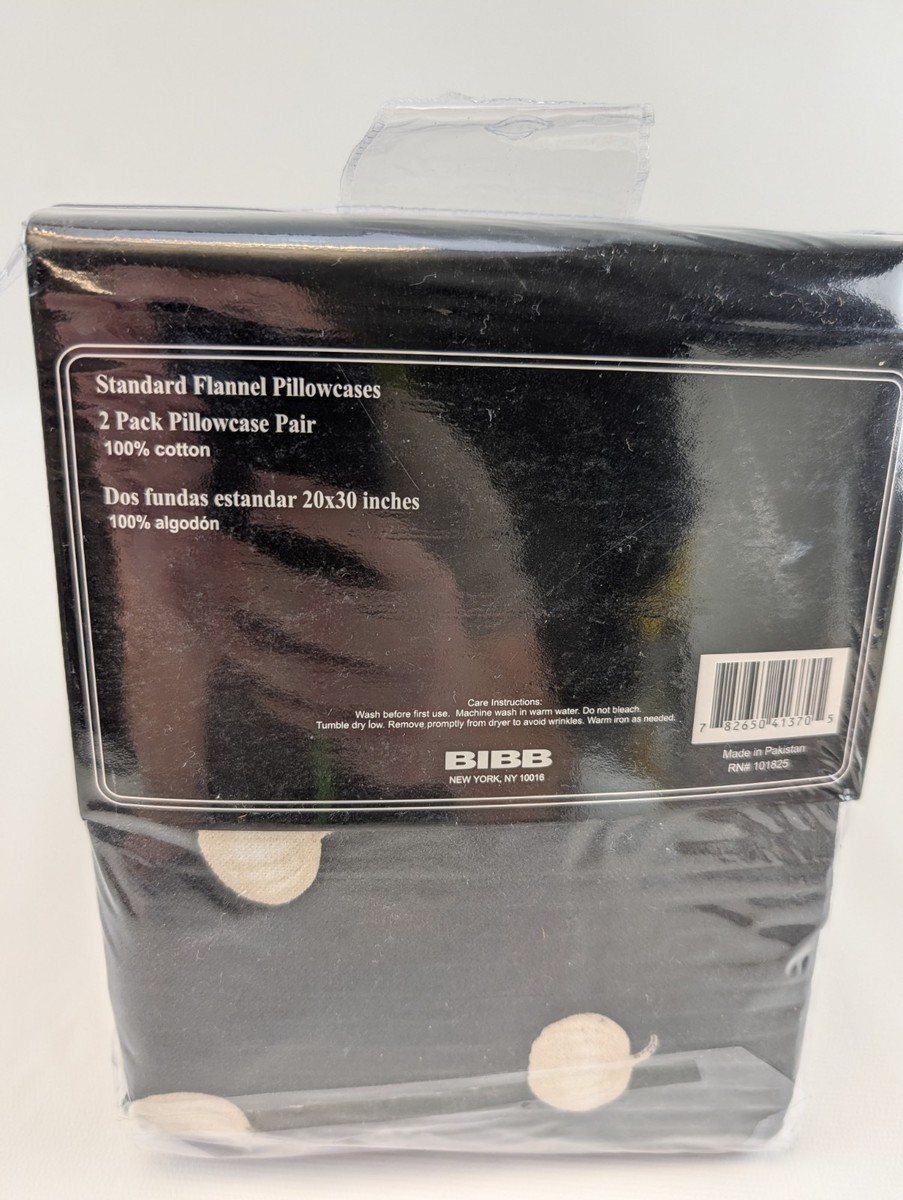 Standard Flannel Pillowcases
2 Pack Pillowcase Pair
100% cotton
Dos fundas estandar 20x30 inches
100% algodón
Care Instructions:
Wash before first use. Machine wash in warm water. Do not bleach.
Tumble dry low. Remove promptly from dryer to avoid wrinkles. Warm iron as needed.
BIBB
NEW YORK, NY 10016
7 82650 41370 5
Made in Pakistan
RN# 101825